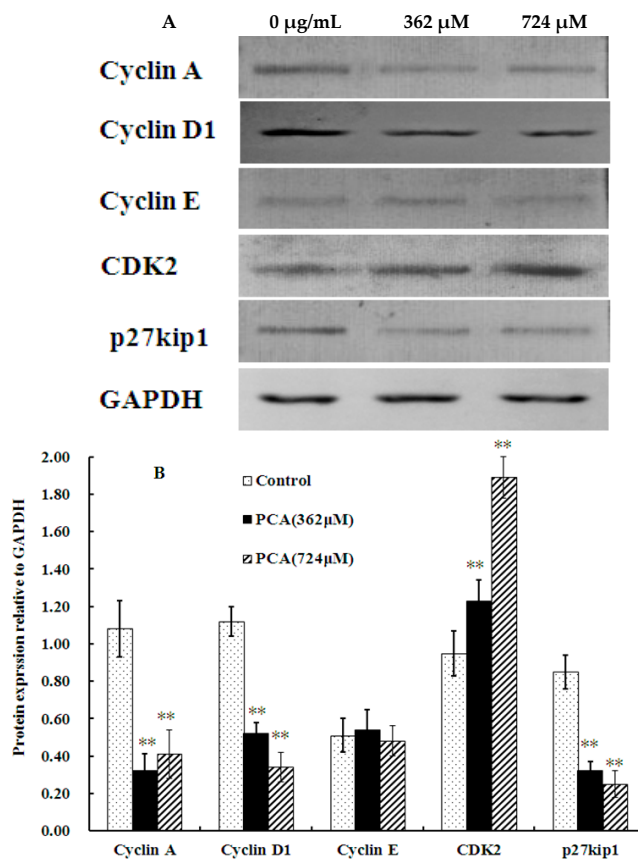 A 0 µg/mL 362 µM 724 µM
Cyclin A
Cyclin D1
Cyclin E
CDK2
p27kip1
GAPDH
B
Protein exprssion relative to GAPDH
2.00
1.80
1.60
1.40
1.20
1.00
0.80
0.60
0.40
0.20
0.00
Control
PCA(362µM)
PCA(724µM)
** ** ** ** ** ** ** **
Cyclin A Cyclin D1 Cyclin E CDK2 p27kip1